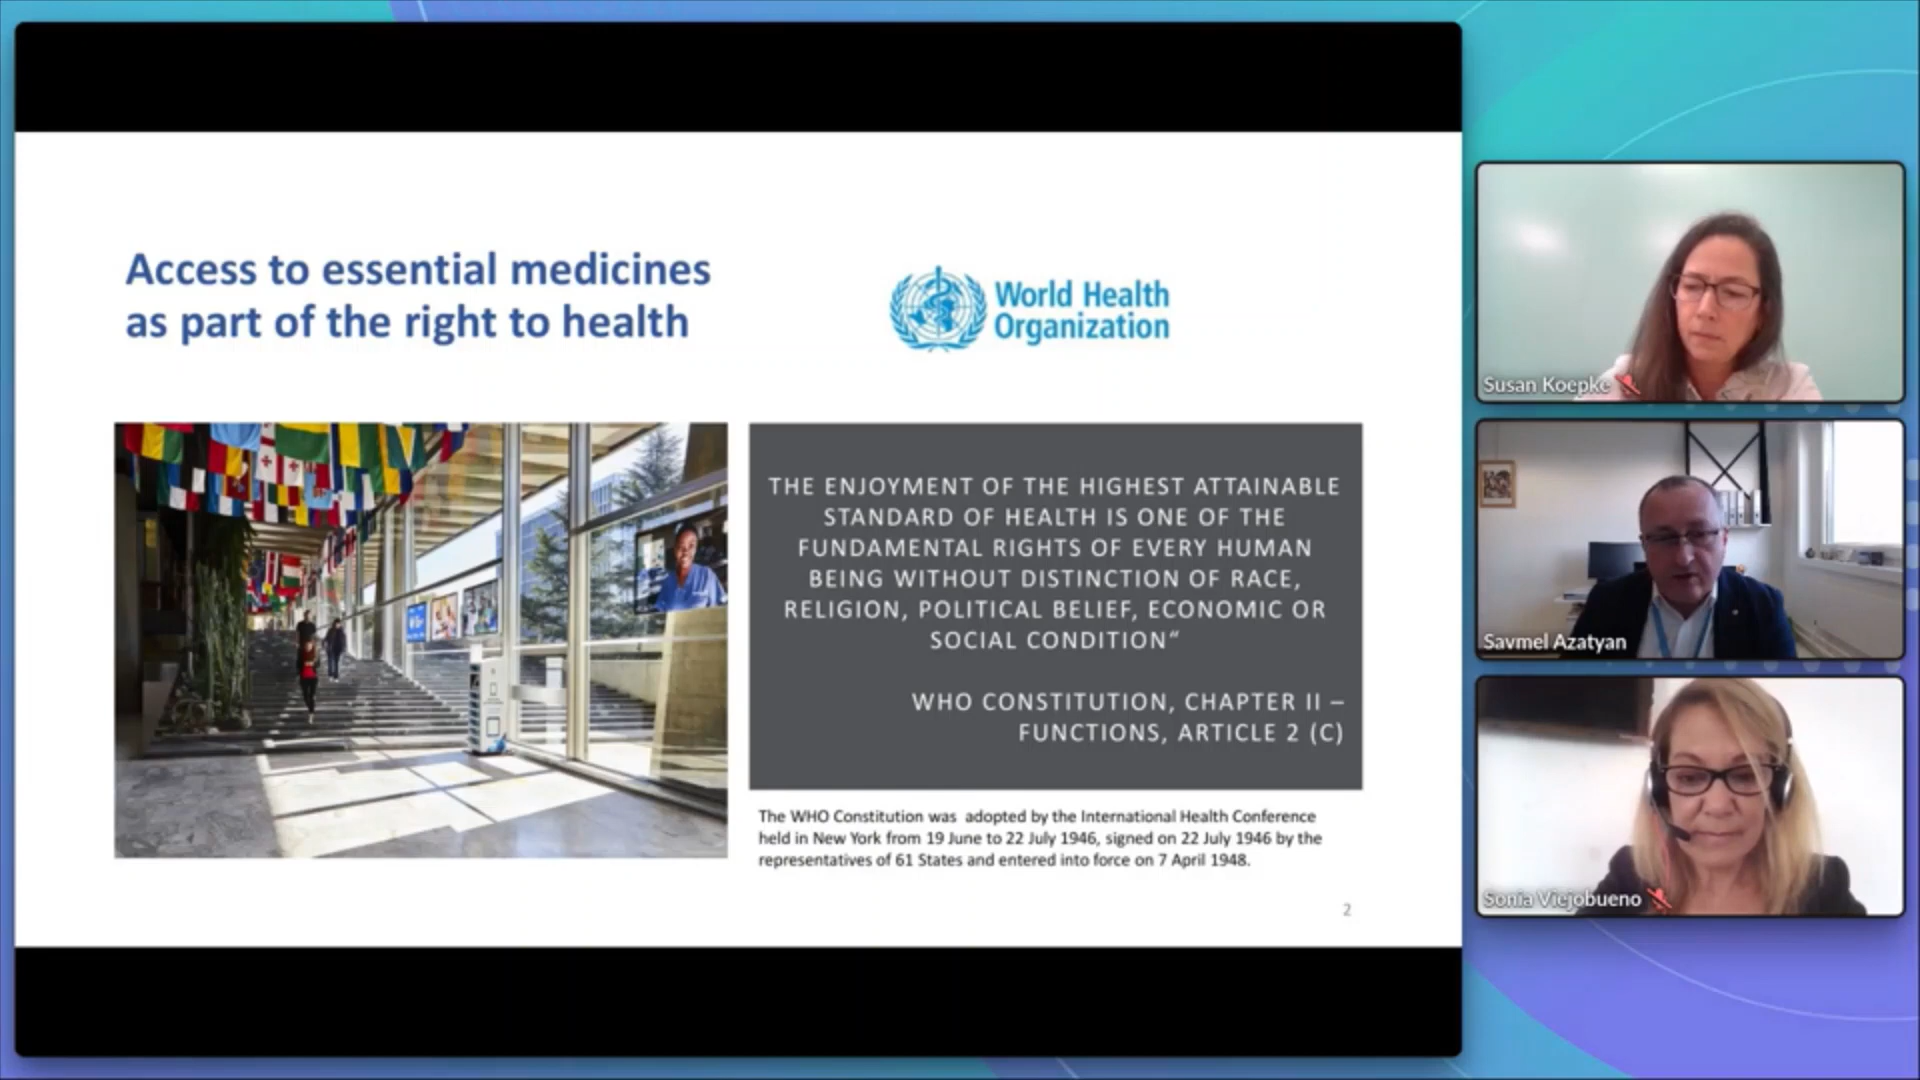 Access to essential medicines
as part of the right to health
World Health
Organization
THE ENJOYMENT OF THE HIGHEST ATTAINABLE
STANDARD OF HEALTH IS ONE OF THE
FUNDAMENTAL RIGHTS OF EVERY HUMAN
BEING WITHOUT DISTINCTION OF RACE,
RELIGION, POLITICAL BELIEF, ECONOMIC OR
SOCIAL CONDITION“
WHO CONSTITUTION, CHAPTER II –
FUNCTIONS, ARTICLE 2 (C)
The WHO Constitution was  adopted by the International Health Conference
held in New York from 19 June to 22 July 1946, signed on 22 July 1946 by the
representatives of 61 States and entered into force on 7 April 1948.
2
Susan Koepke
Savmel Azatyan
Sonia Viejobueno